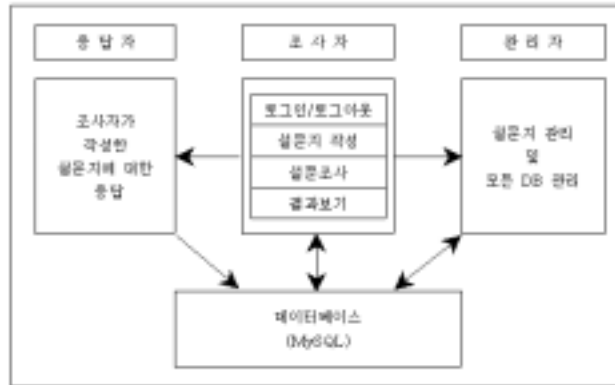 응 답 자
조 사 자
관 리 자
조사자가
작성한
설문지에 대한
응답
로그인/로그아웃
설문지 작성
설문조사
결과보기
설문지 관리
및
모든 DB 관리
데이터베이스
(MySQL)